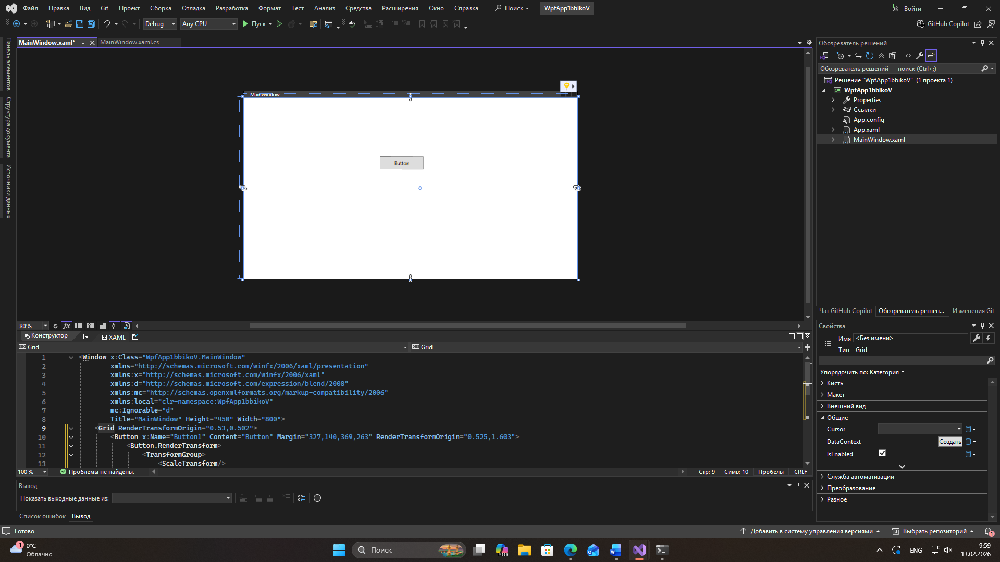 Файл Правка Вид Git Проект Сборка Отладка Разработка Формат Тест Анализ Средства Расширения Окно Справка Поиск WpfApp1bbikoV Войти
Debug Any CPU Пуск GitHub Copilot
MainWindow.xaml* MainWindow.xaml.cs
Панель элементов
Структура документа
Источники данных
MainWindow
Button
80%
Конструктор XAML
Grid Grid
1 <Window x:Class="WpfApp1bbikoV.MainWindow"
2 xmlns="http://schemas.microsoft.com/winfx/2006/xaml/presentation"
3 xmlns:x="http://schemas.microsoft.com/winfx/2006/xaml"
4 xmlns:d="http://schemas.microsoft.com/expression/blend/2008"
5 xmlns:mc="http://schemas.openxmlformats.org/markup-compatibility/2006"
6 xmlns:local="clr-namespace:WpfApp1bbikoV"
7 mc:Ignorable="d"
8 Title="MainWindow" Height="450" Width="800">
9 <Grid RenderTransformOrigin="0.53,0.502">
10 <Button x:Name="Button1" Content="Button" Margin="327,140,369,263" RenderTransformOrigin="0.525,1.603">
11 <Button.RenderTransform>
12 <TransformGroup>
13 <ScaleTransform/>
100 % Проблемы не найдены. Стр: 9 Симв: 10 Пробелы CRLF
Вывод
Показать выходные данные из:
Список ошибок Вывод
Обозреватель решений
Обозреватель решений — поиск (Ctrl+;)
Решение "WpfApp1bbikoV" (1 проекта 1)
C# WpfApp1bbikoV
Properties
Ссылки
App.config
App.xaml
MainWindow.xaml
Чат GitHub Copilot Обозреватель решен... Изменения Git
Свойства
Имя <Без имени>
Тип Grid
Упорядочить по: Категория
Кисть
Макет
Внешний вид
Общие
Cursor
DataContext Создать
IsEnabled
Служба автоматизации
Преобразование
Разное
Готово Добавить в систему управления версиями Выбрать репозиторий 1
1 0°C
Облачно
Поиск M365 ENG 9:59
13.02.2026